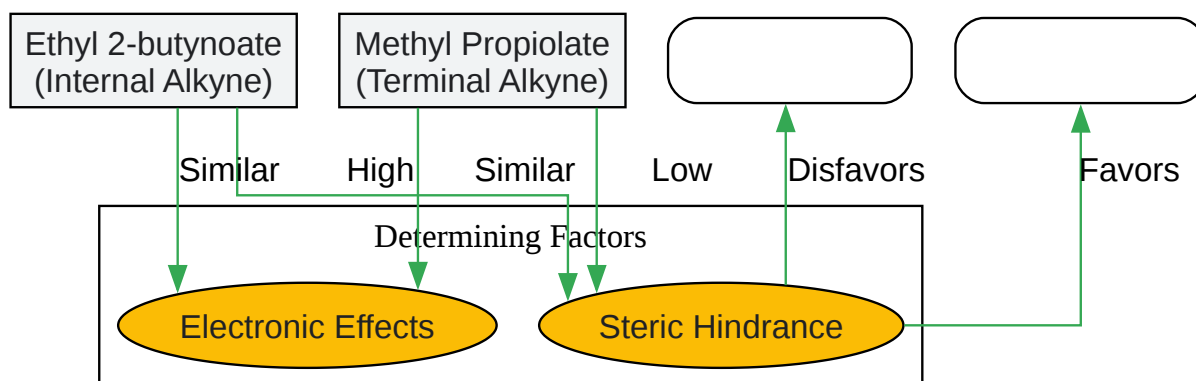 Ethyl 2-butynoate
(Internal Alkyne)
Methyl Propiolate
(Terminal Alkyne)
Similar
High
Similar
Low
Disfavors
Favors
Determining Factors
Electronic Effects
Steric Hindrance